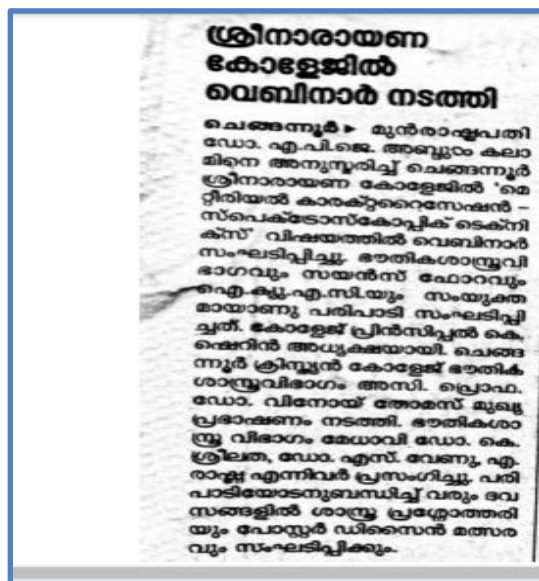 ശ്രീനാരായണ
കോളേജിൽ
വെബിനാർ നടത്തി
ചെങ്ങന്നൂർ ▸ മുൻരാഷ്ട്രപതി
ഡോ. എ.പി.ജെ. അബ്ദുൾ കലാ
മിനെ അനുസ്മരിച്ച് ചെങ്ങന്നൂർ
ശ്രീനാരായണ കോളേജിൽ 'മെ
റ്റീരിയൽ കാരക്ടറൈസേഷൻ –
സ്പെക്ട്രോസ്കോപ്പിക് ടെക്നി
ക്സ്' വിഷയത്തിൽ വെബിനാർ
സംഘടിപ്പിച്ചു. ഭൗതികശാസ്ത്രവി
ഭാഗവും സയൻസ് ഫോറവും
ഐ.ക്യു.എ.സി.യും സംയുക്ത
മായാണു പരിപാടി സംഘടിപ്പി
ച്ചത്. കോളേജ് പ്രിൻസിപ്പൽ കെ.
ഷെറിൻ അധ്യക്ഷയായി. ചെങ്ങ
ന്നൂർ ക്രിസ്ത്യൻ കോളേജ് ഭൗതിക
ശാസ്ത്രവിഭാഗം അസി. പ്രൊഫ.
ഡോ. വിനോയ് തോമസ് മുഖ്യ
പ്രഭാഷണം നടത്തി. ഭൗതികശാ
സ്ത്ര വിഭാഗം മേധാവി ഡോ. കെ.
ശ്രീലത, ഡോ. എസ്. വേണു, എ.
രാഷ്മ എന്നിവർ പ്രസംഗിച്ചു. പരി
പാടിയോടനുബന്ധിച്ച് വരും ദവ
സങ്ങളിൽ ശാസ്ത്ര പ്രശ്നോത്തരി
യും പോസ്റ്റർ ഡിസൈൻ മത്സര
വും സംഘടിപ്പിക്കും.